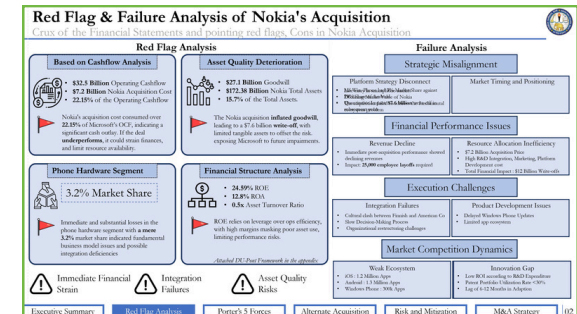 Red Flag & Failure Analysis of Nokia's Acquisition
Crux of the Financial Statements and pointing red flags, Cons in Nokia Acquisition
Red Flag Analysis
Based on Cashflow Analysis
• $32.5 Billion Operating Cashflow
• $7.2 Billion Nokia Acquisition Cost
• 22.15% of the Operating Cashflow
Nokia's acquisition cost consumed over
22.15% of Microsoft's OCF, indicating a
significant cash outlay. If the deal
underperforms, it could strain finances,
and limit resource availability.
Asset Quality Deterioration
• $27.1 Billion Goodwill
• $172.38 Billion Nokia Total Assets
• 15.7% of the Total Assets.
The Nokia acquisition inflated goodwill,
leading to a $7.6 billion write-off, with
limited tangible assets to offset the risk,
exposing Microsoft to future impairments.
Phone Hardware Segment
3.2% Market Share
Immediate and substantial losses in the
phone hardware segment with a mere
3.2% market share indicated fundamental
business model issues and possible
integration deficiencies
Financial Structure Analysis
• 24.59% ROE
• 12.8% ROA
• 0.5x Asset Turnover Ratio
ROE relies on leverage over ops efficiency,
with high margins masking poor asset use,
limiting performance risks.
Attached DU-Pont Framework in the appendix
Immediate Financial
Strain
Integration
Failures
Asset Quality
Risks
Failure Analysis
Strategic Misalignment
Platform Strategy Disconnect
Market Timing and Positioning
Financial Performance Issues
Revenue Decline
• Immediate post-acquisition performance showed
declining revenues
• Impact: 25,000 employee layoffs required
Resource Allocation Inefficiency
• $7.2 Billion Acquisition Price
• High R&D Integration, Marketing, Platform
Development cost
• Total Financial Impact : $12 Billion Write-offs
Execution Challenges
Integration Failures
• Cultural clash between Finnish and American Co
• Slow Decision-Making Process
• Organizational restructuring challenges
Product Development Issues
• Delayed Windows Phone Updates
• Limited app ecosystem
Market Competition Dynamics
Weak Ecosystem
• iOS : 1.2 Million Apps
• Android : 1.3 Million Apps
• Windows Phone : 300k Apps
Innovation Gap
• Low ROI according to R&D Expenditure
• Patent Portfolio Utilization Rate <30%
• Lag of 6-12 Months in Adaption
Executive Summary
Red Flag Analysis
Porter's 5 Forces
Alternate Acquisition
Risk and Mitigation
M&A Strategy
02